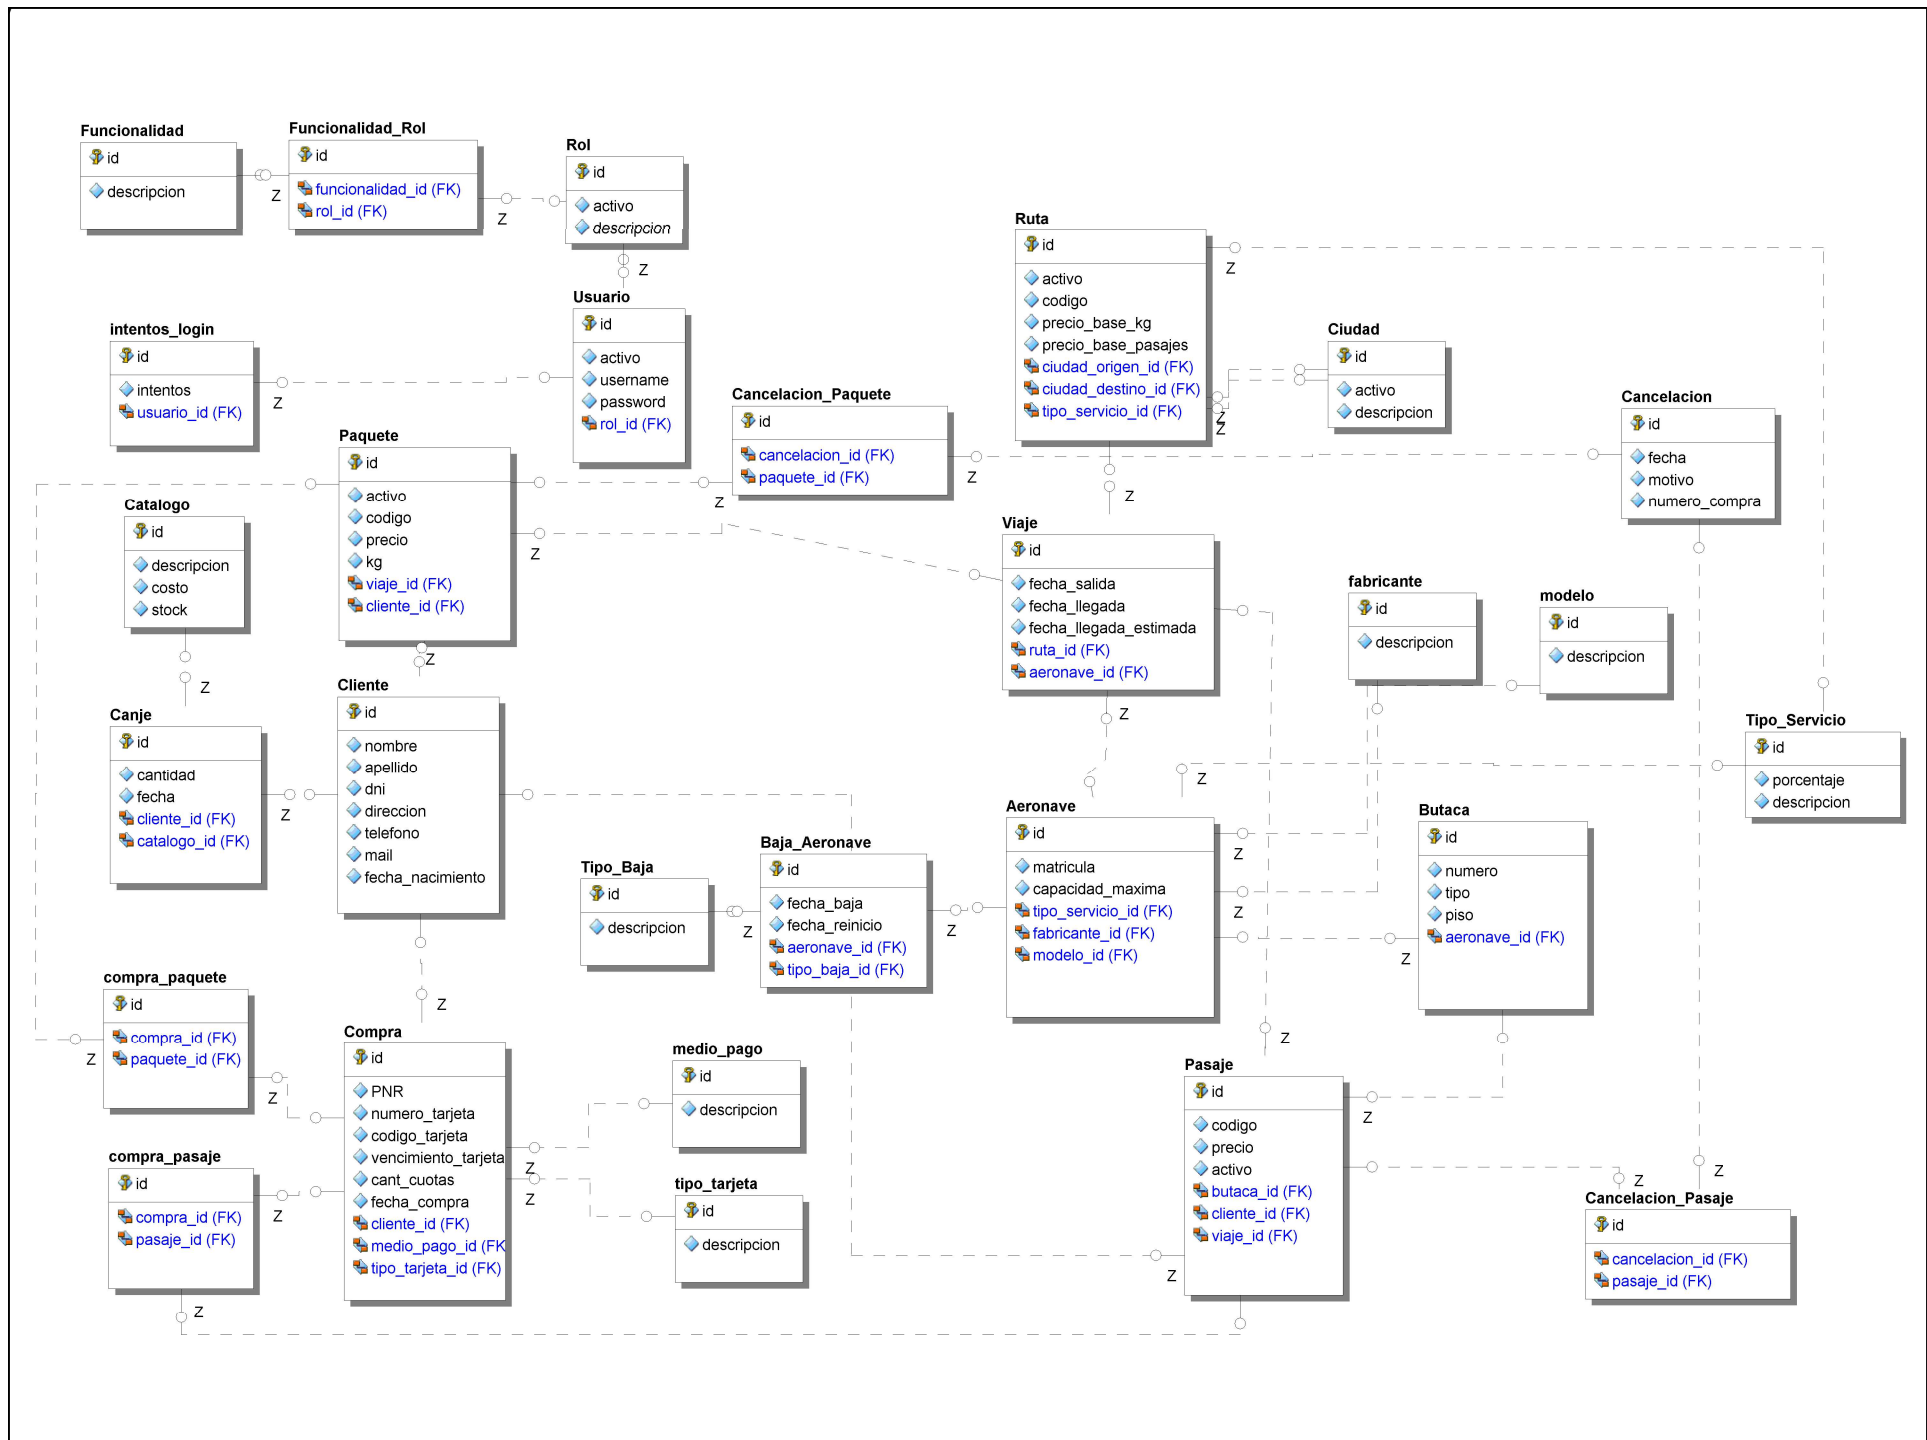 Funcionalidad
id
descripcion
Funcionalidad_Rol
id
funcionalidad_id (FK)
rol_id (FK)
Z
Z
Rol
id
activo
descripcion
Z
Usuario
id
activo
username
password
rol_id (FK)
intentos_login
id
intentos
usuario_id (FK)
Z
Ruta
id
activo
codigo
precio_base_kg
precio_base_pasajes
ciudad_origen_id (FK)
ciudad_destino_id (FK)
tipo_servicio_id (FK)
Z
Z
Z
Z
Ciudad
id
activo
descripcion
Cancelacion_Paquete
id
cancelacion_id (FK)
paquete_id (FK)
Z
Z
Cancelacion
id
fecha
motivo
numero_compra
Paquete
id
activo
codigo
precio
kg
viaje_id (FK)
cliente_id (FK)
Z
Z
Catalogo
id
descripcion
costo
stock
Z
Viaje
id
fecha_salida
fecha_llegada
fecha_llegada_estimada
ruta_id (FK)
aeronave_id (FK)
Z
fabricante
id
descripcion
modelo
id
descripcion
Canje
id
cantidad
fecha
cliente_id (FK)
catalogo_id (FK)
Z
Cliente
id
nombre
apellido
dni
direccion
telefono
mail
fecha_nacimiento
Z
Tipo_Servicio
id
porcentaje
descripcion
Z
Tipo_Baja
id
descripcion
Z
Baja_Aeronave
id
fecha_baja
fecha_reinicio
aeronave_id (FK)
tipo_baja_id (FK)
Z
Aeronave
id
matricula
capacidad_maxima
tipo_servicio_id (FK)
fabricante_id (FK)
modelo_id (FK)
Z
Z
Butaca
id
numero
tipo
piso
aeronave_id (FK)
Z
compra_paquete
id
compra_id (FK)
paquete_id (FK)
Z
Z
Compra
id
PNR
numero_tarjeta
codigo_tarjeta
vencimiento_tarjeta
cant_cuotas
fecha_compra
cliente_id (FK)
medio_pago_id (FK
tipo_tarjeta_id (FK)
Z
Z
medio_pago
id
descripcion
tipo_tarjeta
id
descripcion
compra_pasaje
id
compra_id (FK)
pasaje_id (FK)
Z
Z
Pasaje
id
codigo
precio
activo
butaca_id (FK)
cliente_id (FK)
viaje_id (FK)
Z
Z
Z
Cancelacion_Pasaje
id
cancelacion_id (FK)
pasaje_id (FK)
Z
Z